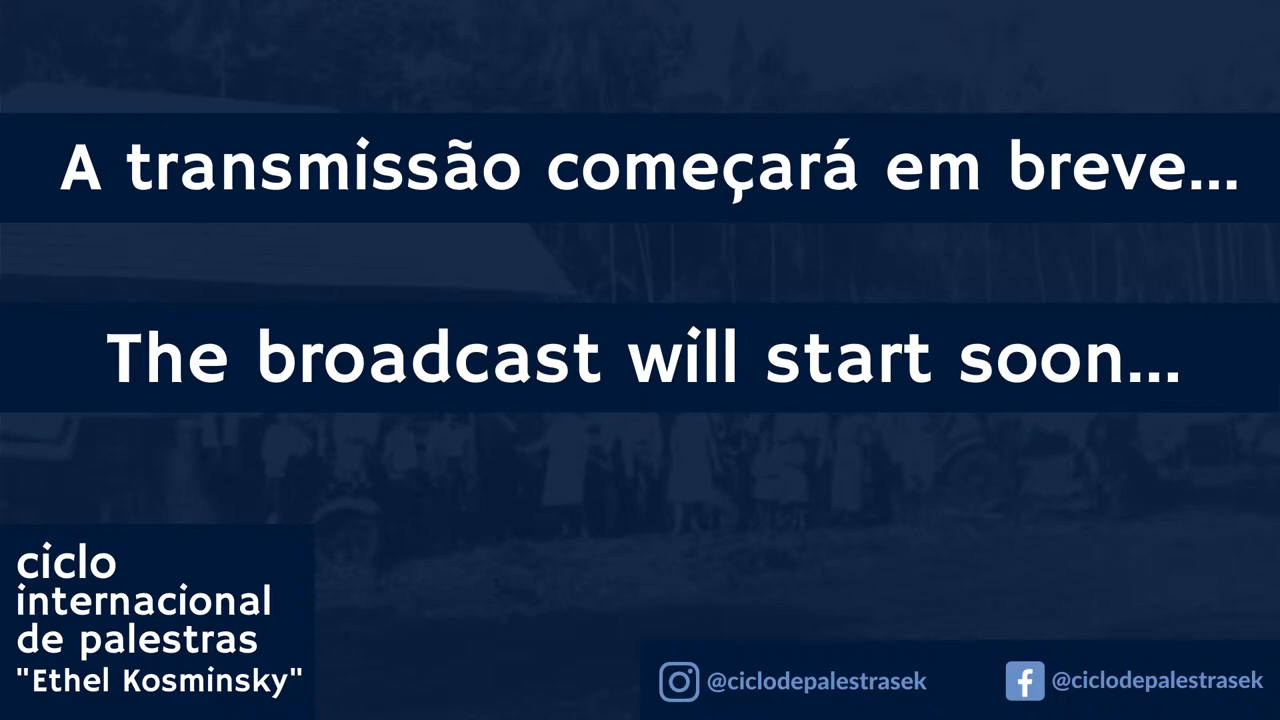 A transmissão começará em breve...
The broadcast will start soon...
ciclo
internacional
de palestras
"Ethel Kosminsky"
@ciclodepalestrasek
@ciclodepalestrasek